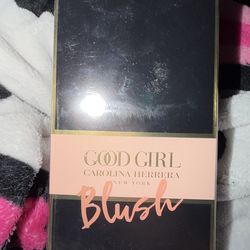 GOOD GIRL
CAROLINA HERRERA
NEW YORK
Blush